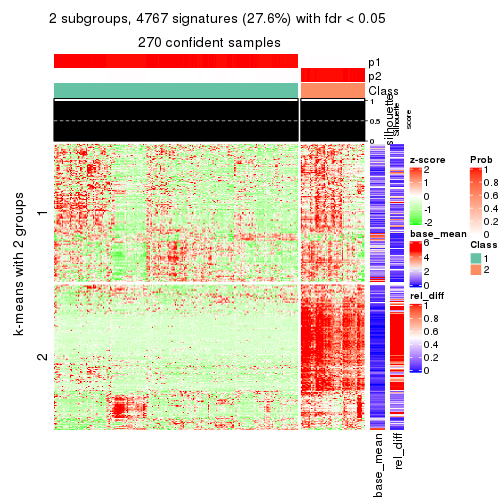 2 subgroups, 4767 signatures (27.6%) with fdr < 0.05
270 confident samples
p1
p2
Class
1
0.5
0
silhouette
Silhouette
score
k-means with 2 groups
1
2
base_mean
rel_diff
z-score
2
1
0
-1
-2
base_mean
6
4
2
0
rel_diff
1
0.8
0.6
0.4
0.2
0
Prob
1
0.8
0.6
0.4
0.2
0
Class
1
2